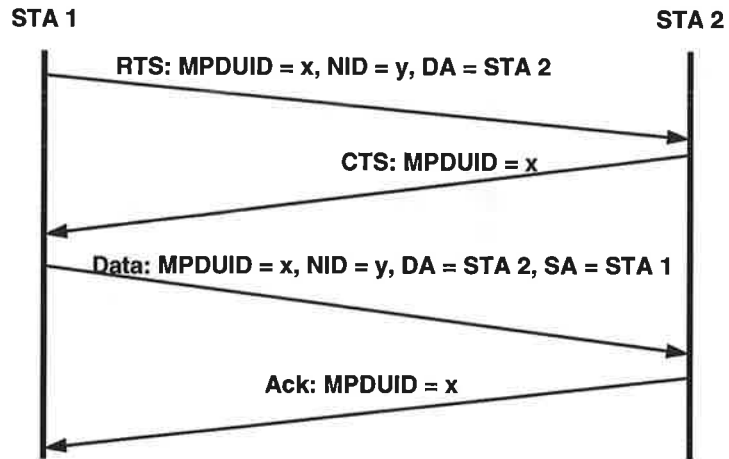 STA 1
STA 2
RTS: MPDUID = x, NID = y, DA = STA 2
CTS: MPDUID = x
Data: MPDUID = x, NID = y, DA = STA 2, SA = STA 1
Ack: MPDUID = x